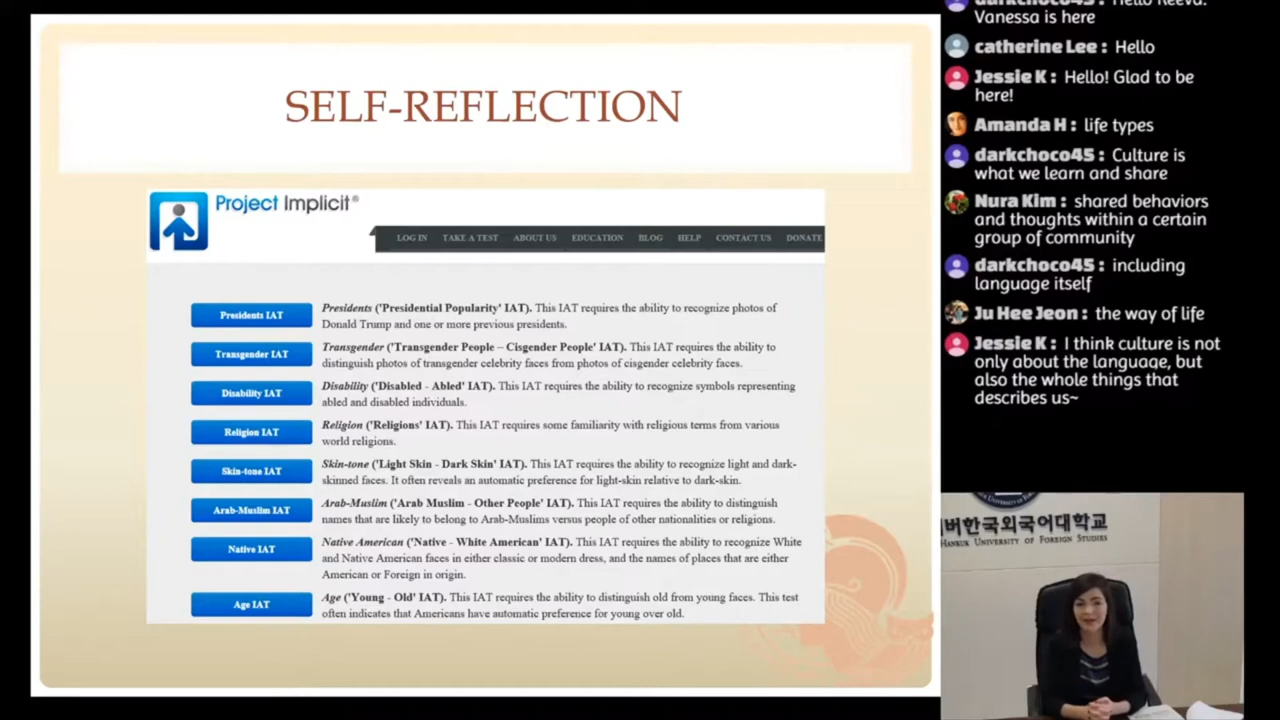 SELF-REFLECTION
Project Implicit®
LOG IN TAKE A TEST ABOUT US EDUCATION BLOG HELP CONTACT US DONATE
Presidents IAT
Presidents ('Presidential Popularity' IAT). This IAT requires the ability to recognize photos of
Donald Trump and one or more previous presidents.
Transgender IAT
Transgender ('Transgender People – Cisgender People' IAT). This IAT requires the ability to
distinguish photos of transgender celebrity faces from photos of cisgender celebrity faces.
Disability IAT
Disability ('Disabled - Abled' IAT). This IAT requires the ability to recognize symbols representing
abled and disabled individuals.
Religion IAT
Religion ('Religions' IAT). This IAT requires some familiarity with religious terms from various
world religions.
Skin-tone IAT
Skin-tone ('Light Skin - Dark Skin' IAT). This IAT requires the ability to recognize light and dark-
skinned faces. It often reveals an automatic preference for light-skin relative to dark-skin.
Arab-Muslim IAT
Arab-Muslim ('Arab Muslim - Other People' IAT). This IAT requires the ability to distinguish
names that are likely to belong to Arab-Muslims versus people of other nationalities or religions.
Native IAT
Native American ('Native - White American' IAT). This IAT requires the ability to recognize White
and Native American faces in either classic or modern dress, and the names of places that are either
American or Foreign in origin.
Age IAT
Age ('Young - Old' IAT). This IAT requires the ability to distinguish old from young faces. This test
often indicates that Americans have automatic preference for young over old.
darkchoco45 : Hello Reeva.
Vanessa is here
catherine Lee : Hello
Jessie K : Hello! Glad to be
here!
Amanda H : life types
darkchoco45 : Culture is
what we learn and share
Nura Kim : shared behaviors
and thoughts within a certain
group of community
darkchoco45 : including
language itself
Ju Hee Jeon : the way of life
Jessie K : I think culture is not
only about the language, but
also the whole things that
describes us~
버한국외국어대학교
HANKUK UNIVERSITY OF FOREIGN STUDIES